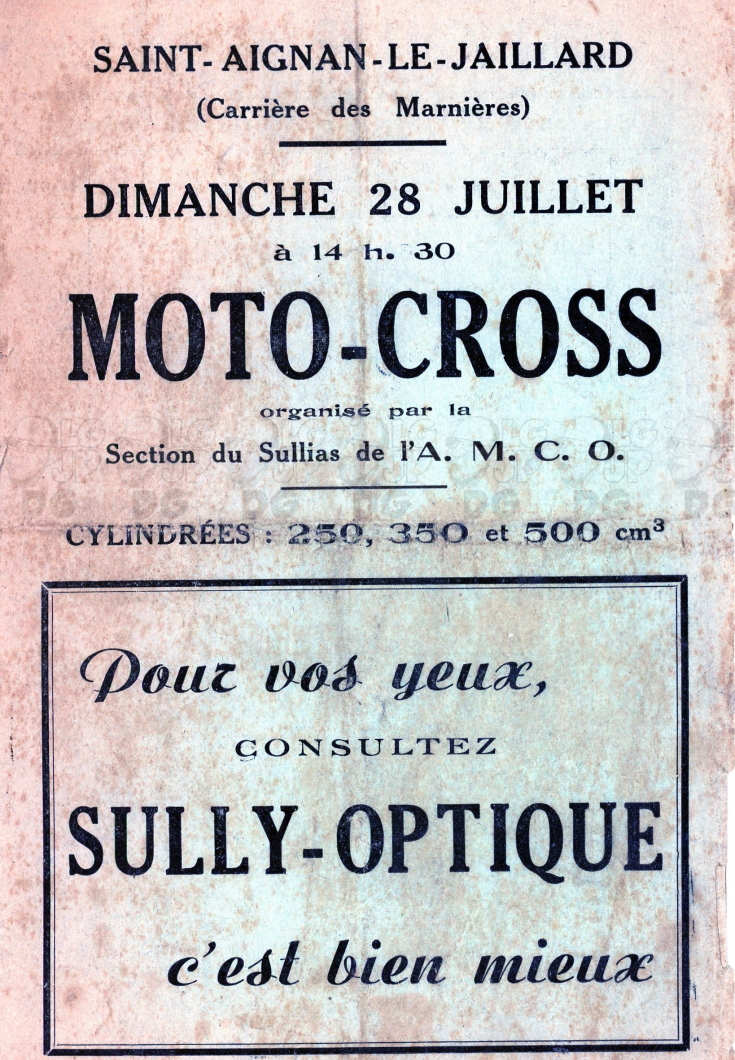 SAINT-AIGNAN-LE-JAILLARD
(Carrière des Marnières)
DIMANCHE 28 JUILLET
à 14 h. 30
MOTO-CROSS
organisé par la
Section du Sullias de l'A. M. C. O.
CYLINDRÉES : 250, 350 et 500 cm³
Pour vos yeux,
CONSULTEZ
SULLY-OPTIQUE
c'est bien mieux